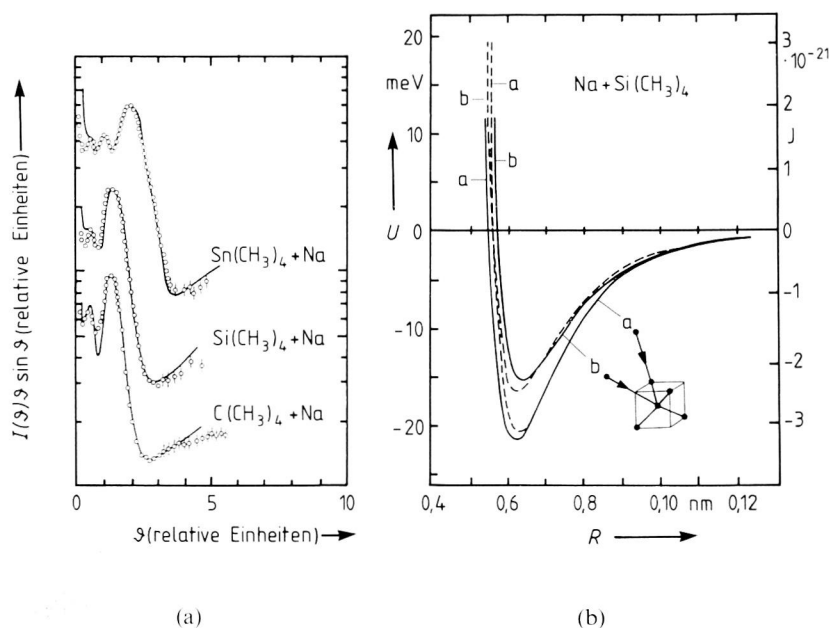 I(ϑ)ϑ sin ϑ (relative Einheiten)
Sn(CH₃)₄+Na
Si(CH₃)₄+Na
C(CH₃)₄+Na
0 5 10
ϑ(relative Einheiten)
(a)
20
meV
10
U 0
-10
-20
b a
a b
Na+Si(CH₃)₄
3
·10⁻²¹
2
J
1
0
-1
-2
-3
a
b
0,4 0,6 0,8 0,10 nm 0,12
R
(b)